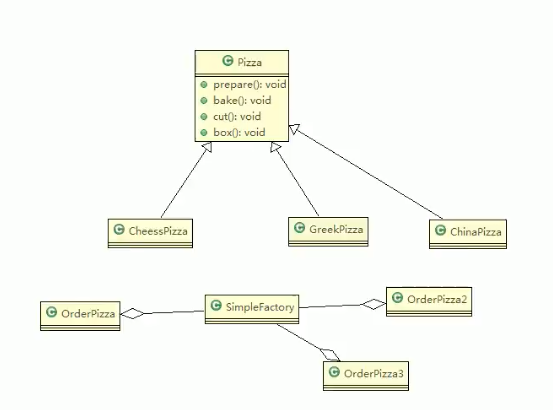 Pizza
prepare(): void
bake(): void
cut(): void
box(): void
CheessPizza
GreekPizza
ChinaPizza
OrderPizza
SimpleFactory
OrderPizza2
OrderPizza3